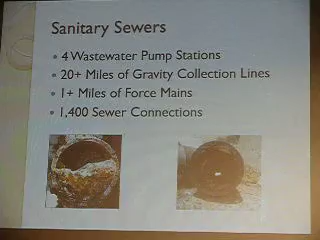 Sanitary Sewers
• 4 Wastewater Pump Stations
• 20+ Miles of Gravity Collection Lines
• 1+ Miles of Force Mains
• 1,400 Sewer Connections